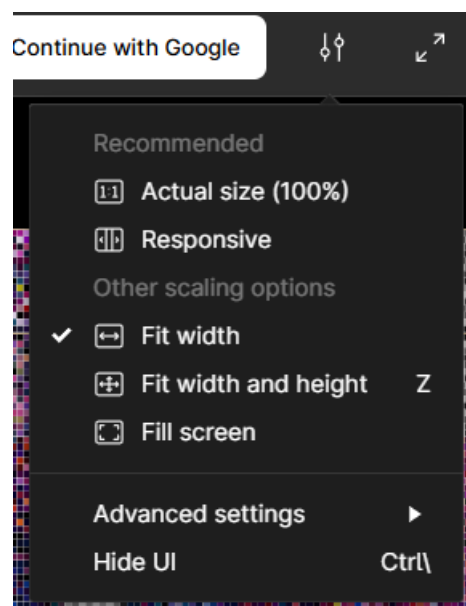 Continue with Google
Recommended
1:1 Actual size (100%)
Responsive
Other scaling options
Fit width
Fit width and height Z
Fill screen
Advanced settings
Hide UI Ctrl\